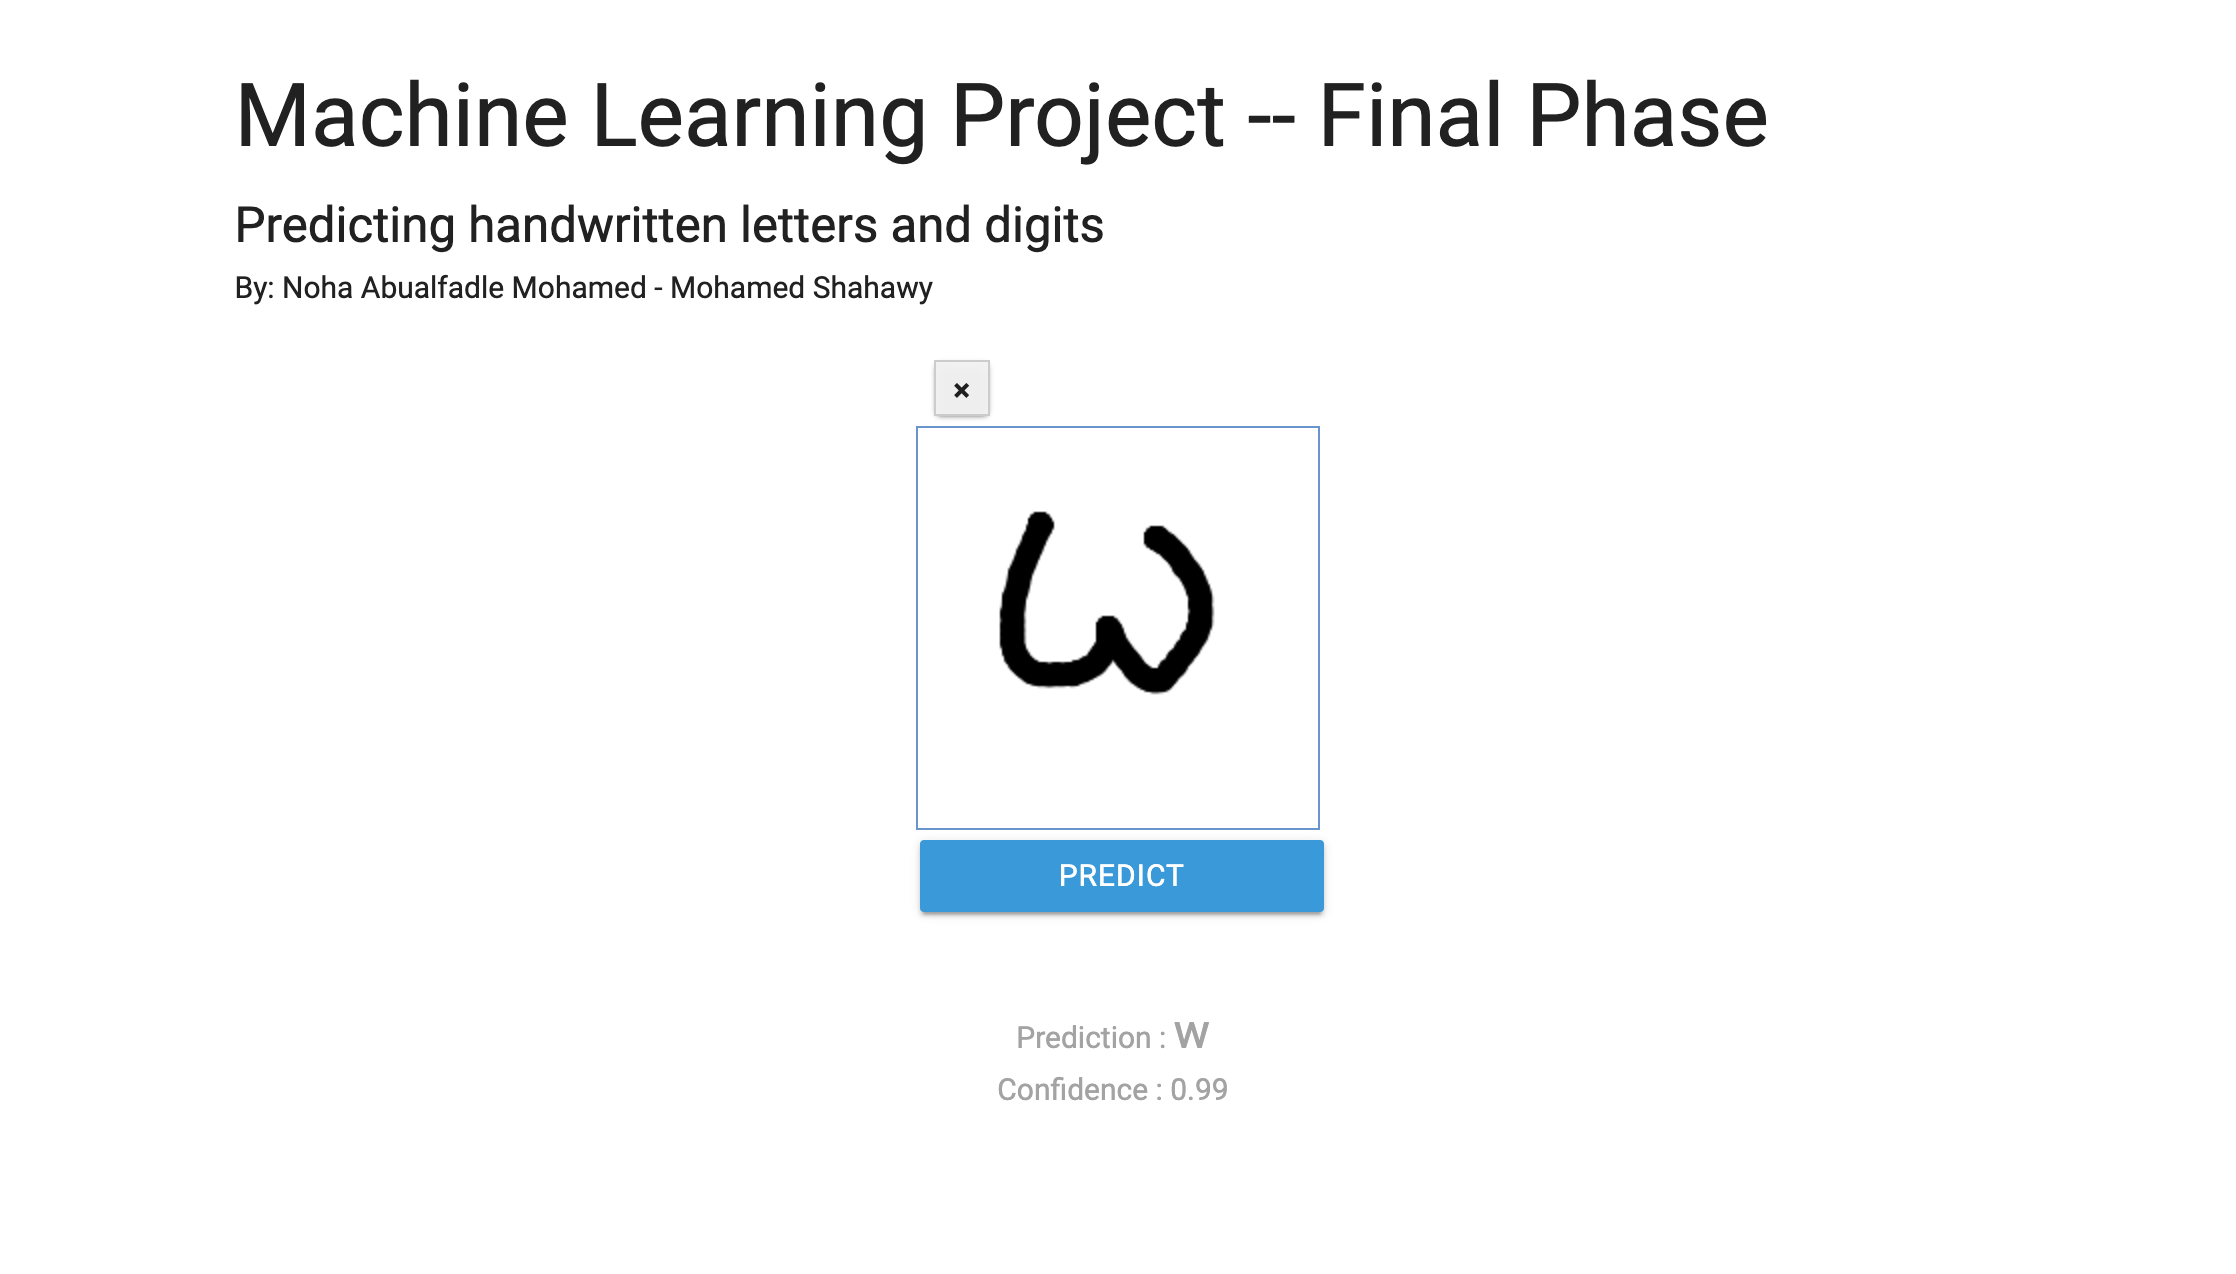 Machine Learning Project -- Final Phase
Predicting handwritten letters and digits
By: Noha Abualfadle Mohamed - Mohamed Shahawy
×
W
PREDICT
Prediction : W
Confidence : 0.99